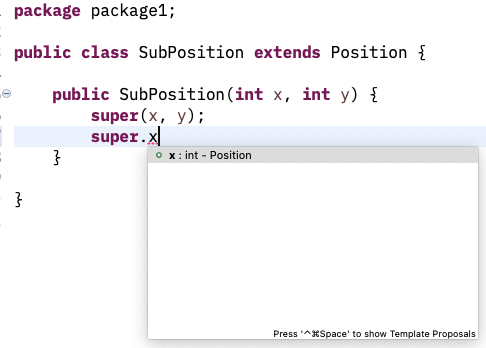 package package1;
public class SubPosition extends Position {
public SubPosition(int x, int y) {
super(x, y);
super.x
x : int - Position
}
}
Press '^⌘Space' to show Template Proposals